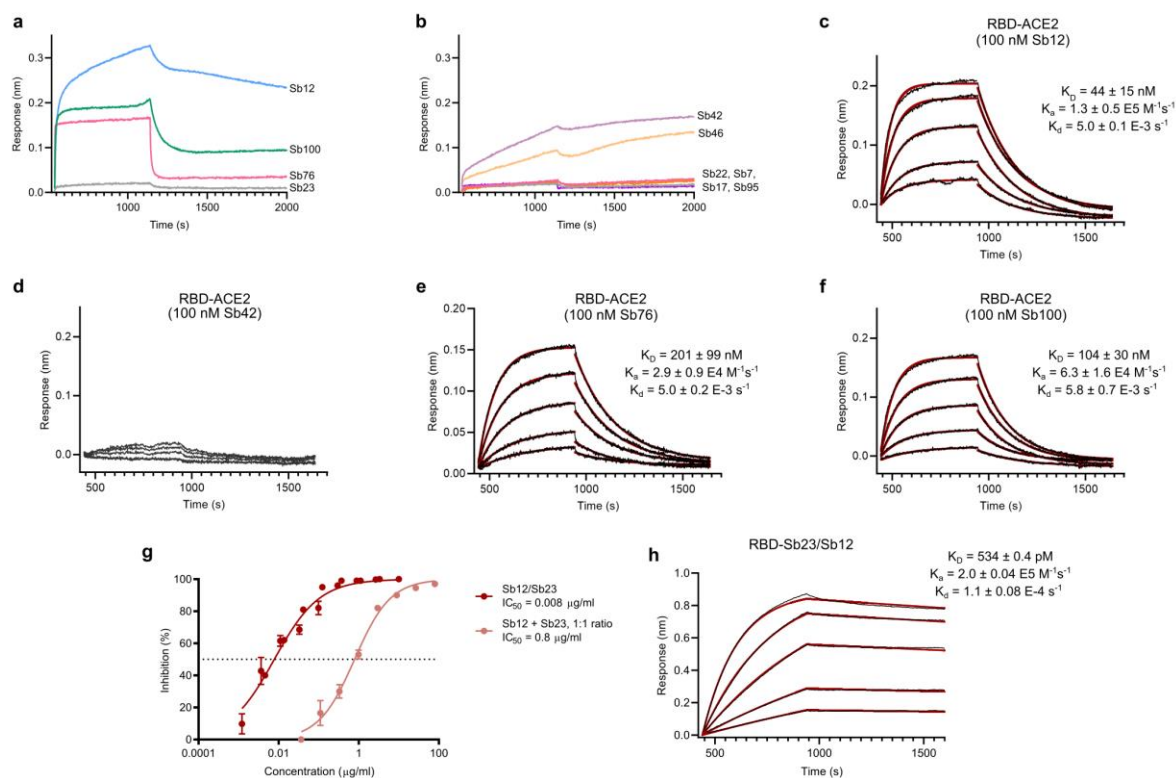 a
0.3
0.2
0.1
0.0
Response (nm)
1000
1500
2000
Time (s)
Sb12
Sb100
Sb76
Sb23
b
0.3
0.2
0.1
0.0
Response (nm)
1000
1500
2000
Time (s)
Sb42
Sb46
Sb22, Sb7,
Sb17, Sb95
c
RBD-ACE2
(100 nM Sb12)
K_D = 44 ± 15 nM
K_a = 1.3 ± 0.5 E5 M⁻¹s⁻¹
K_d = 5.0 ± 0.1 E-3 s⁻¹
0.2
0.1
0.0
Response (nm)
500
1000
1500
Time (s)
d
RBD-ACE2
(100 nM Sb42)
0.2
0.1
0.0
Response (nm)
500
1000
1500
Time (s)
e
RBD-ACE2
(100 nM Sb76)
K_D = 201 ± 99 nM
K_a = 2.9 ± 0.9 E4 M⁻¹s⁻¹
K_d = 5.0 ± 0.2 E-3 s⁻¹
0.20
0.15
0.10
0.05
0.00
Response (nm)
500
1000
1500
Time (s)
f
RBD-ACE2
(100 nM Sb100)
K_D = 104 ± 30 nM
K_a = 6.3 ± 1.6 E4 M⁻¹s⁻¹
K_d = 5.8 ± 0.7 E-3 s⁻¹
0.2
0.1
0.0
Response (nm)
500
1000
1500
Time (s)
g
100
80
60
40
20
0
Inhibition (%)
0.0001
0.01
1
100
Concentration (μg/ml)
Sb12/Sb23
IC₅₀ = 0.008 μg/ml
Sb12 + Sb23, 1:1 ratio
IC₅₀ = 0.8 μg/ml
h
RBD-Sb23/Sb12
K_D = 534 ± 0.4 pM
K_a = 2.0 ± 0.04 E5 M⁻¹s⁻¹
K_d = 1.1 ± 0.08 E-4 s⁻¹
1.0
0.8
0.6
0.4
0.2
0.0
Response (nm)
500
1000
1500
Time (s)